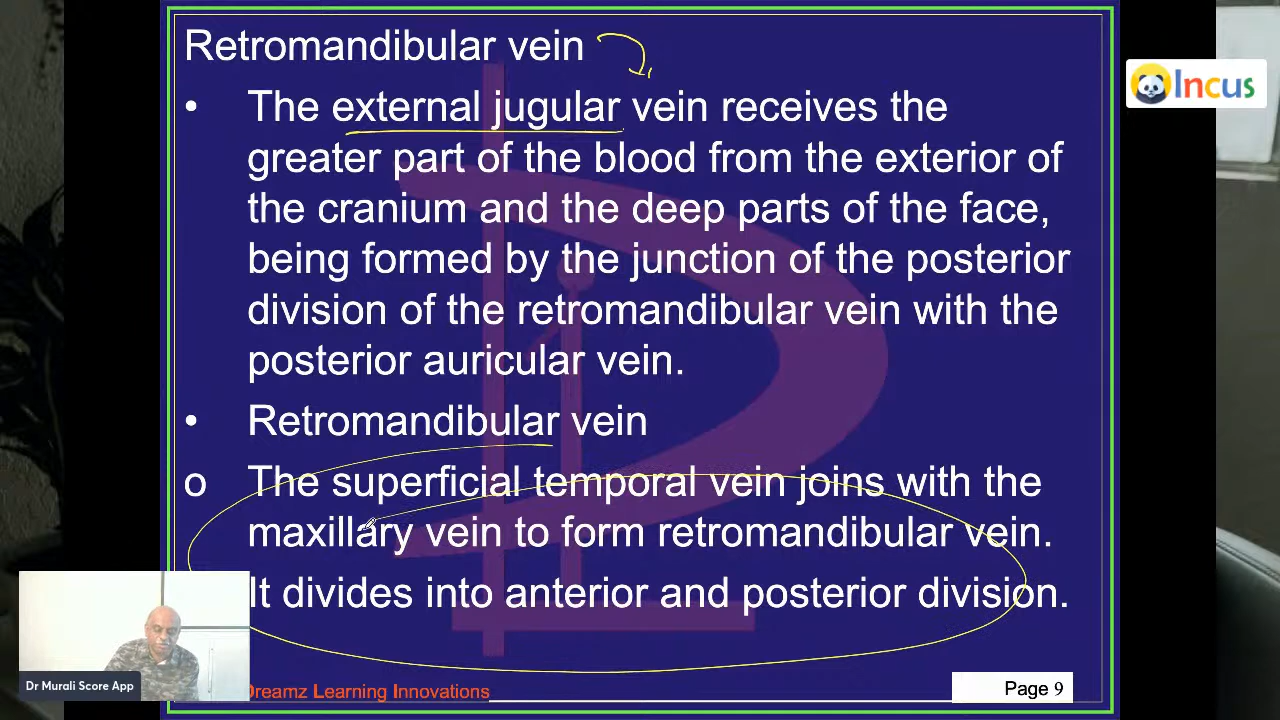 Retromandibular vein
Incus
• The external jugular vein receives the
greater part of the blood from the exterior of
the cranium and the deep parts of the face,
being formed by the junction of the posterior
division of the retromandibular vein with the
posterior auricular vein.
• Retromandibular vein
o The superficial temporal vein joins with the
maxillary vein to form retromandibular vein.
It divides into anterior and posterior division.
Dr Murali Score App
Dreamz Learning Innovations
Page 9